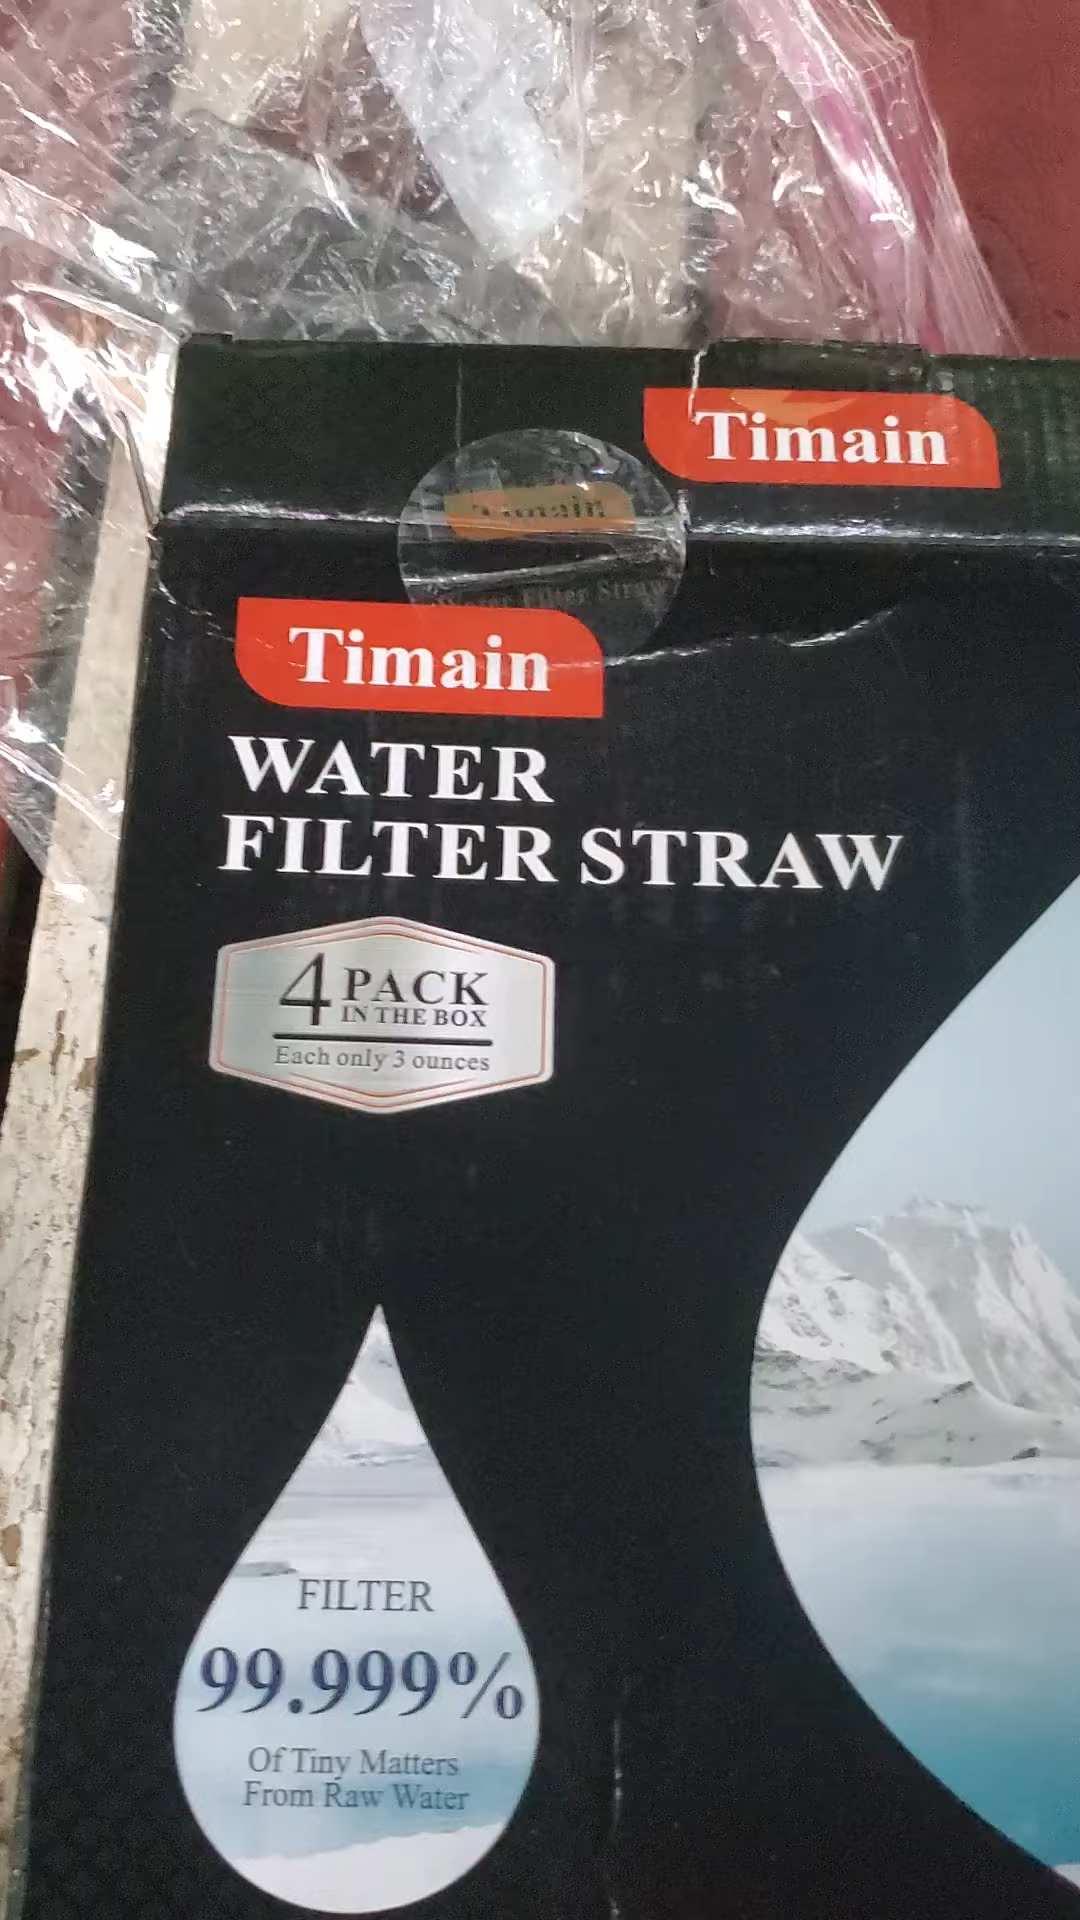 Timain
Timain
Water Filter Straw
Timain
WATER
FILTER STRAW
4 PACK
IN THE BOX
Each only 3 ounces
FILTER
99.999%
Of Tiny Matters
From Raw Water